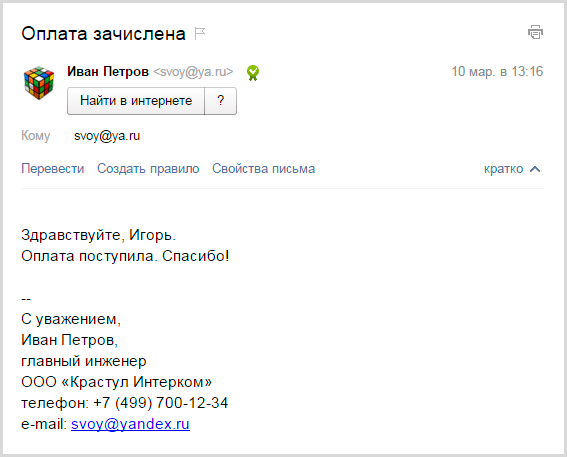 Оплата зачислена
Иван Петров <svoy@ya.ru>
10 мар. в 13:16
Найти в интернете ?
Кому svoy@ya.ru
Перевести Создать правило Свойства письма кратко
Здравствуйте, Игорь.
Оплата поступила. Спасибо!
--
С уважением,
Иван Петров,
главный инженер
ООО «Крастул Интерком»
телефон: +7 (499) 700-12-34
e-mail: svoy@yandex.ru